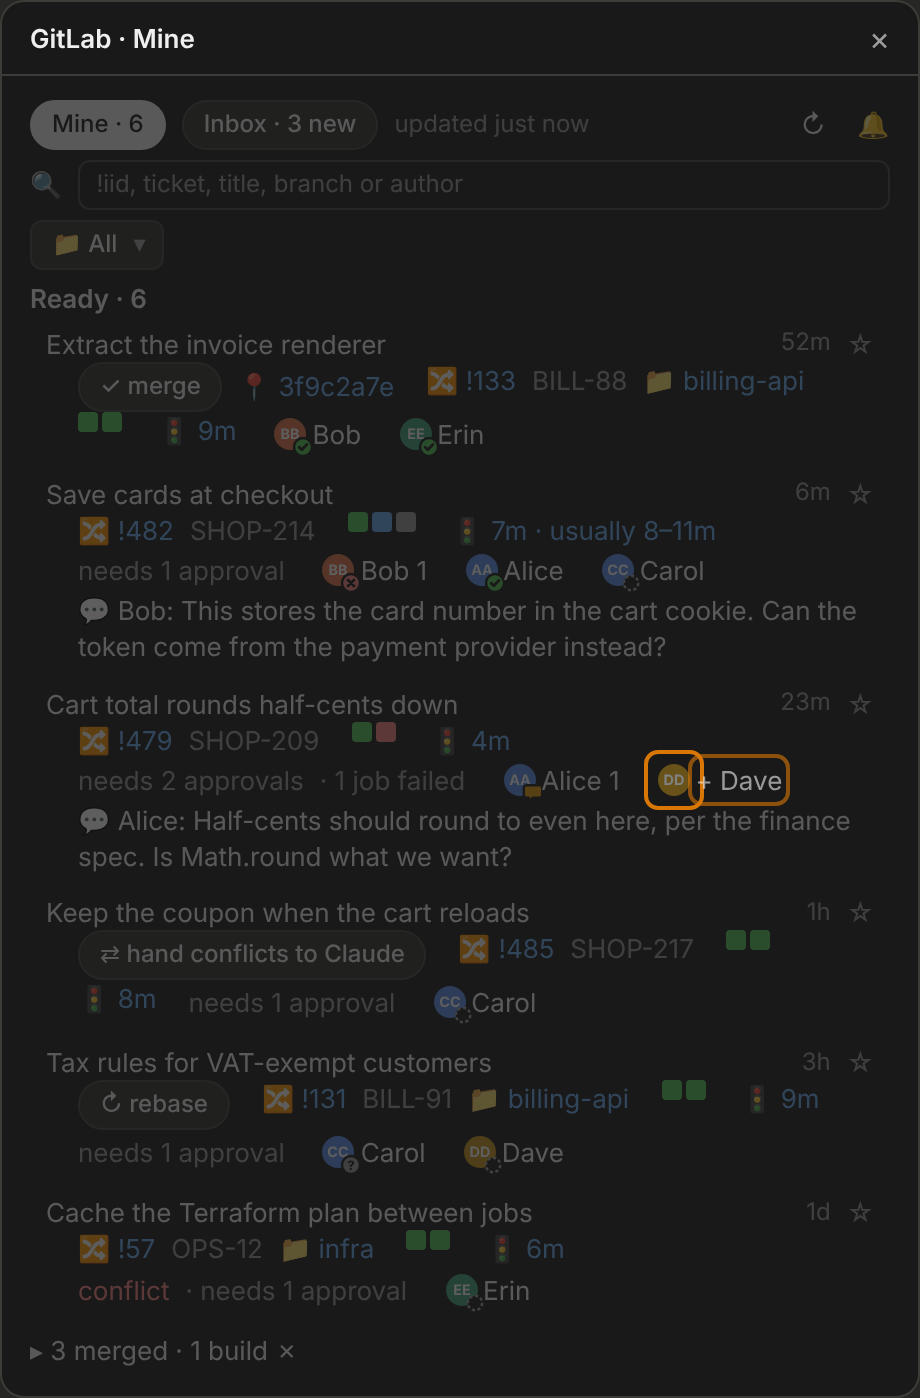 GitLab · Mine ×
Mine · 6 Inbox · 3 new updated just now
!iid, ticket, title, branch or author
All ▾
Ready · 6
Extract the invoice renderer 52m ☆
✓ merge 3f9c2a7e !133 BILL-88 billing-api
9m BB Bob EE Erin
Save cards at checkout 6m ☆
!482 SHOP-214 7m · usually 8–11m
needs 1 approval BB Bob 1 AA Alice CC Carol
Bob: This stores the card number in the cart cookie. Can the
token come from the payment provider instead?
Cart total rounds half-cents down 23m ☆
!479 SHOP-209 4m
needs 2 approvals · 1 job failed AA Alice 1 DD + Dave
Alice: Half-cents should round to even here, per the finance
spec. Is Math.round what we want?
Keep the coupon when the cart reloads 1h ☆
⇄ hand conflicts to Claude !485 SHOP-217
8m needs 1 approval CC Carol
Tax rules for VAT-exempt customers 3h ☆
↻ rebase !131 BILL-91 billing-api 9m
needs 1 approval CC ? Carol DD Dave
Cache the Terraform plan between jobs 1d ☆
!57 OPS-12 infra 6m
conflict · needs 1 approval EE Erin
▸ 3 merged · 1 build ×